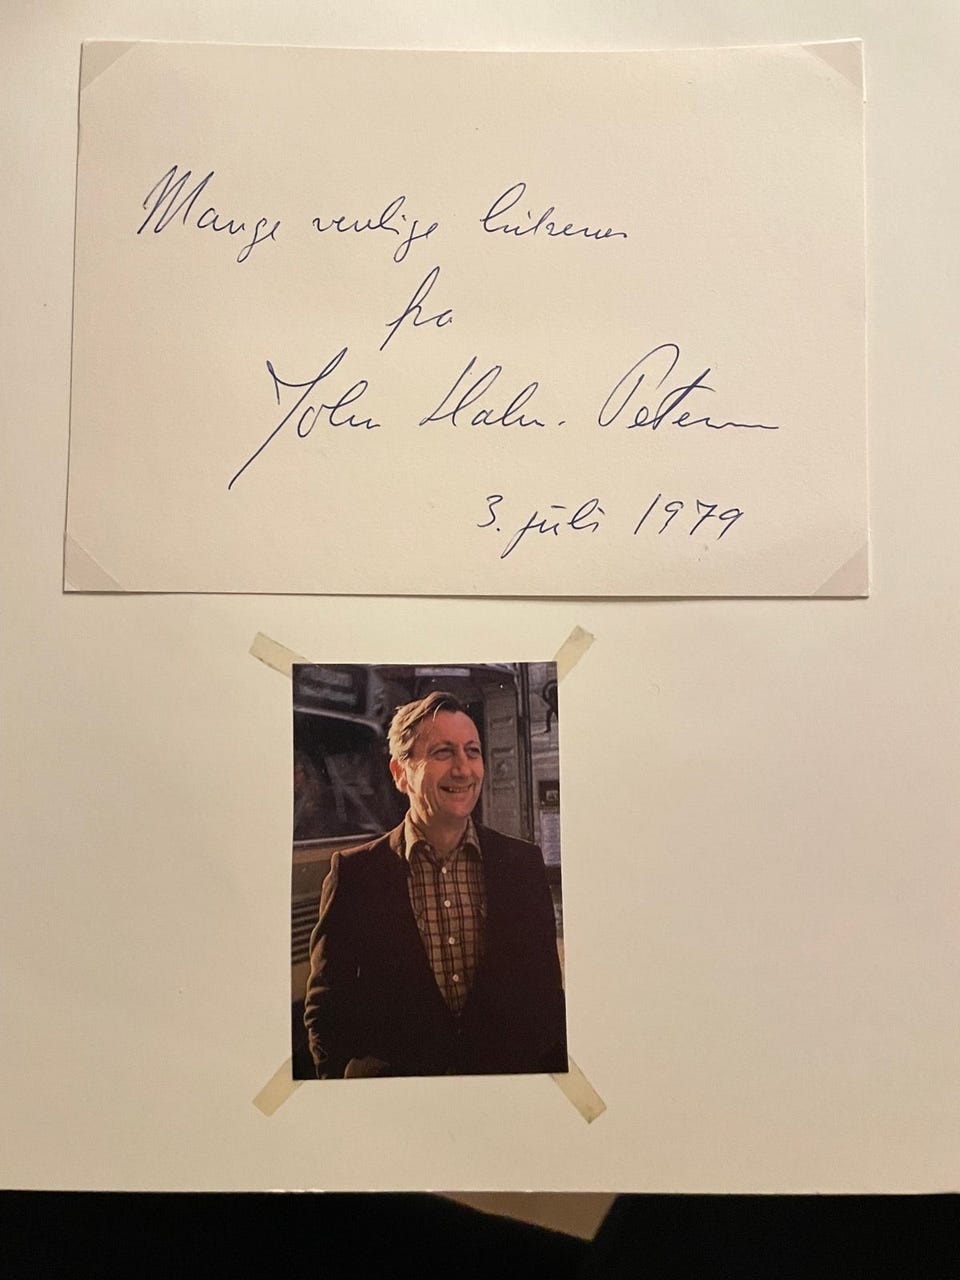 Mange venlige hilsener
fra
John Hahn-Petersen
3. juli 1979